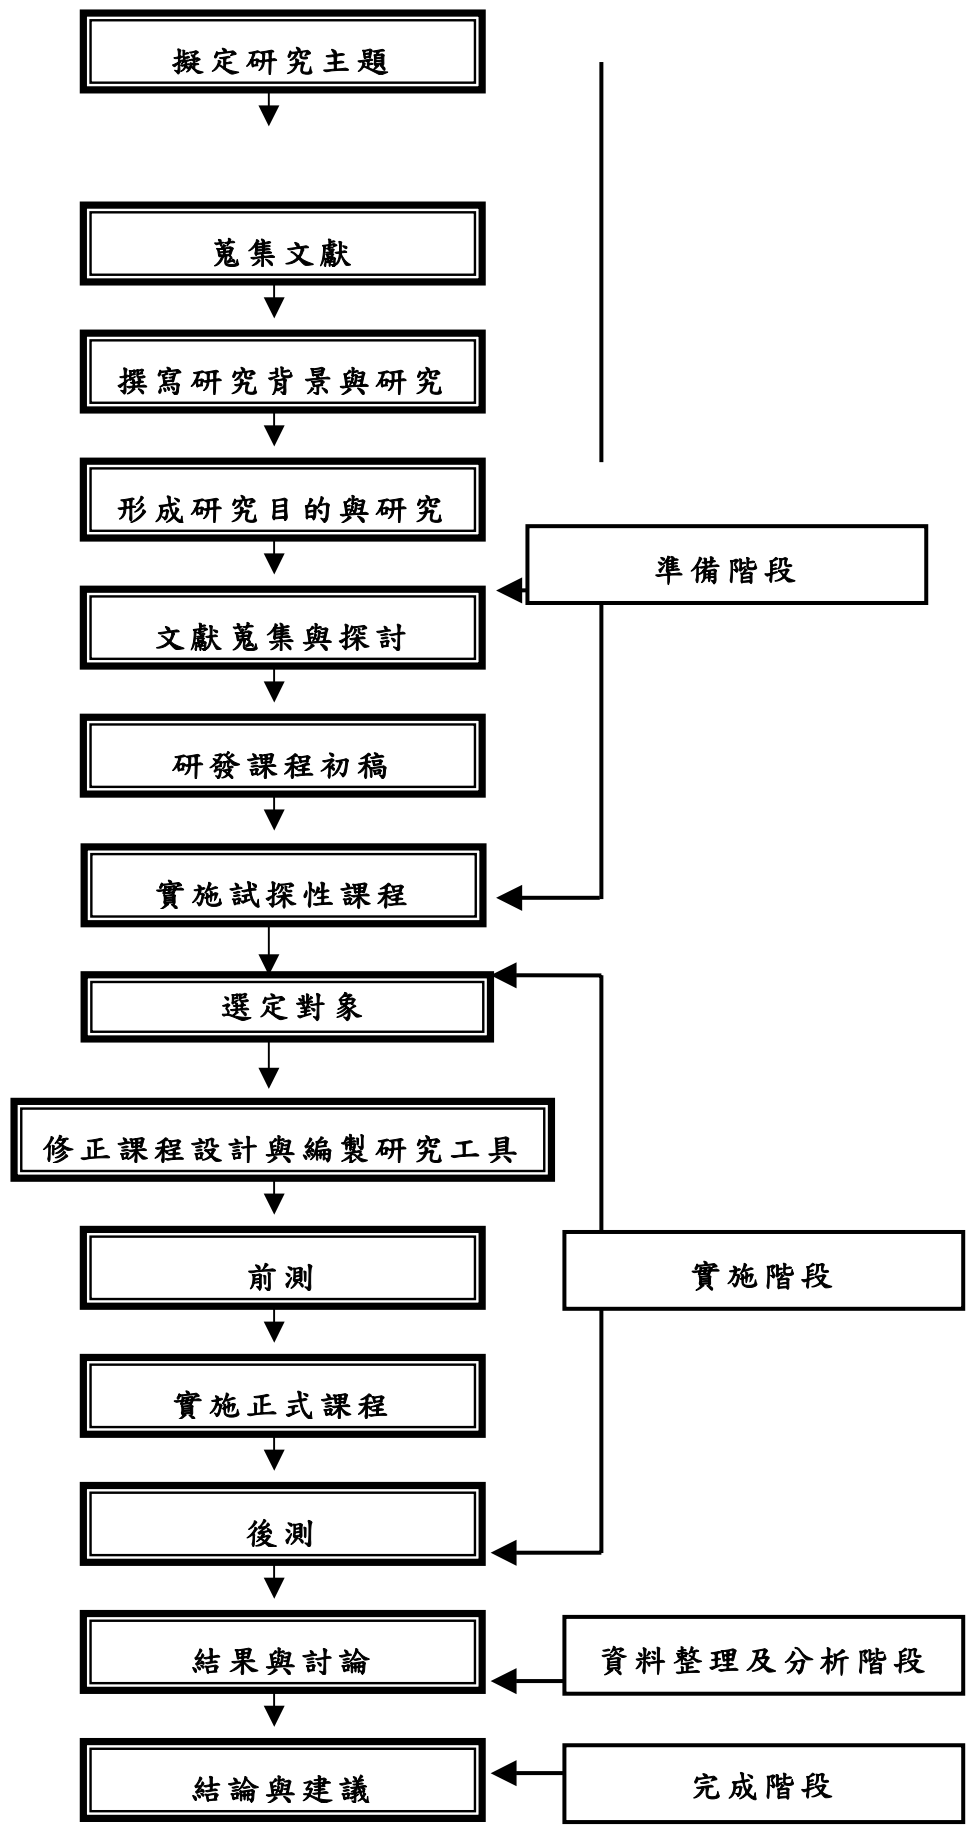 擬定研究主題
蒐集文獻
撰寫研究背景與研究
形成研究目的與研究
準備階段
文獻蒐集與探討
研發課程初稿
實施試探性課程
選定對象
修正課程設計與編製研究工具
前測
實施階段
實施正式課程
後測
結果與討論
資料整理及分析階段
結論與建議
完成階段